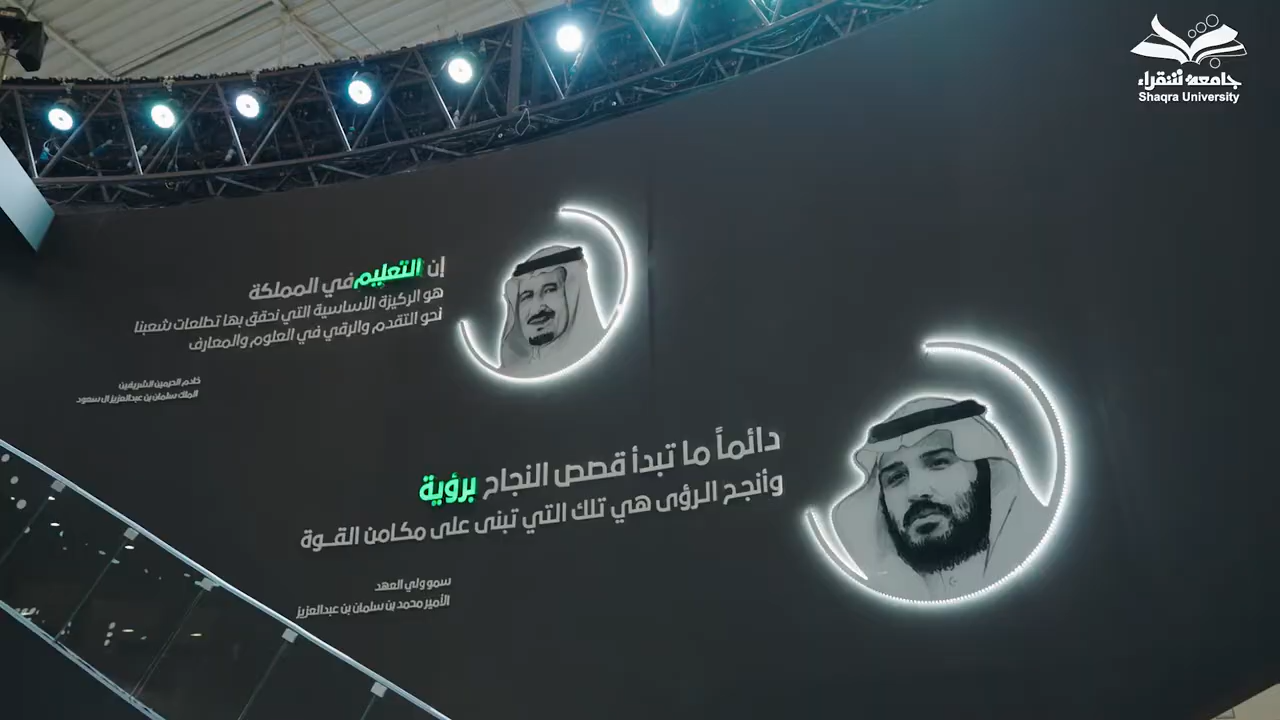 جامعة شقراء
Shaqra University
إن التعليم في المملكة
هو الركيزة الأساسية التي نحقق بها تطلعات شعبنا
نحو التقدم والرقي في العلوم والمعارف
خادم الحرمين الشريفين
الملك سلمان بن عبدالعزيز آل سعود
دائماً ما تبدأ قصص النجاح برؤية
وأنجح الرؤى هي تلك التي تبنى على مكامن القـوة
سمو ولي العهد
الأمير محمد بن سلمان بن عبدالعزيز